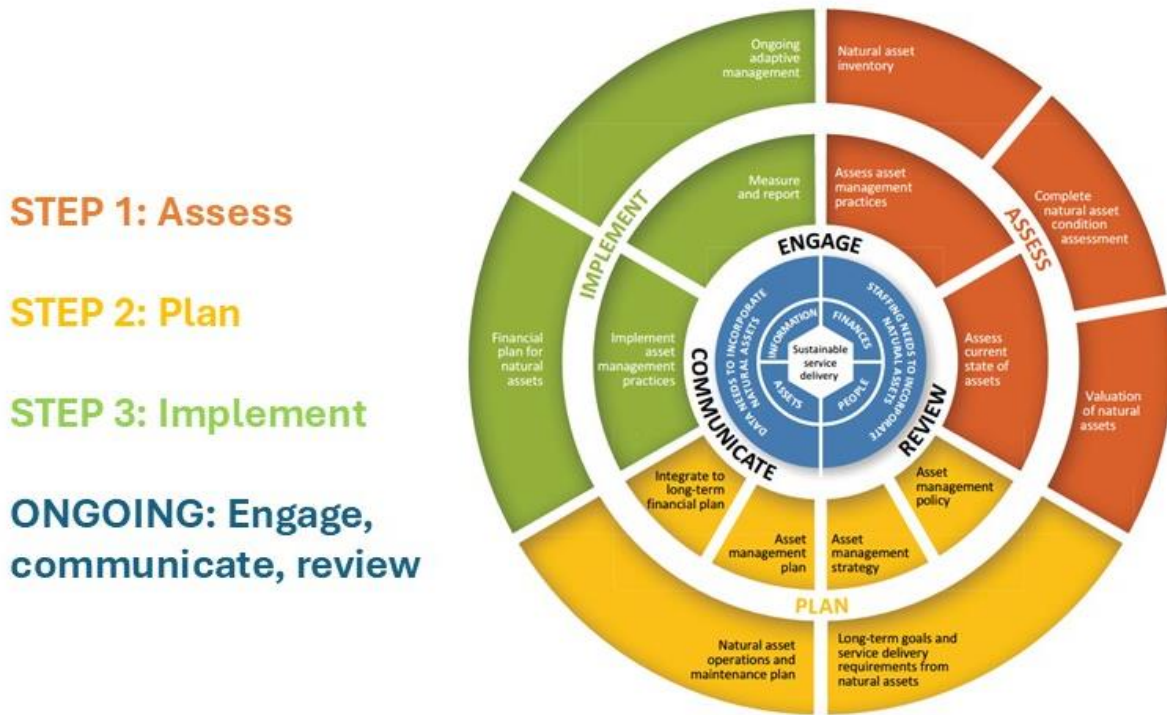 STEP 1: Assess
STEP 2: Plan
STEP 3: Implement
ONGOING: Engage,
communicate, review
Ongoing
adaptive
management
Natural asset
inventory
Complete
natural asset
condition
assessment
Valuation
of natural
assets
Long-term goals and
service delivery
requirements from
natural assets
Natural asset
operations and
maintenance plan
Financial
plan for
natural
assets
IMPLEMENT
ASSESS
PLAN
Measure
and report
Assess asset
management
practices
Assess
current
state of
assets
Asset
management
policy
Asset
management
strategy
Asset
management
plan
Integrate to
long-term
financial plan
Implement
asset
management
practices
ENGAGE
REVIEW
COMMUNICATE
DATA NEEDS TO INCORPORATE
NATURAL ASSETS
STAFFING NEEDS TO INCORPORATE
NATURAL ASSETS
INFORMATION
FINANCES
ASSETS
PEOPLE
Sustainable
service
delivery